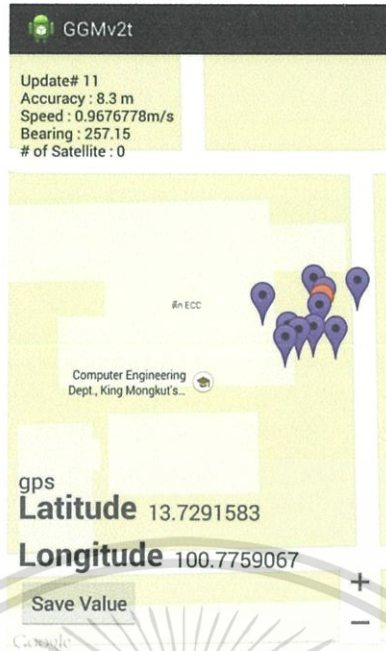 GGMv2t
Update# 11
Accuracy : 8.3 m
Speed : 0.9676778m/s
Bearing : 257.15
# of Satellite : 0
ตึก ECC
Computer Engineering
Dept., King Mongkut's...
gps
Latitude 13.7291583
Longitude 100.7759067
Save Value
+
−
Google